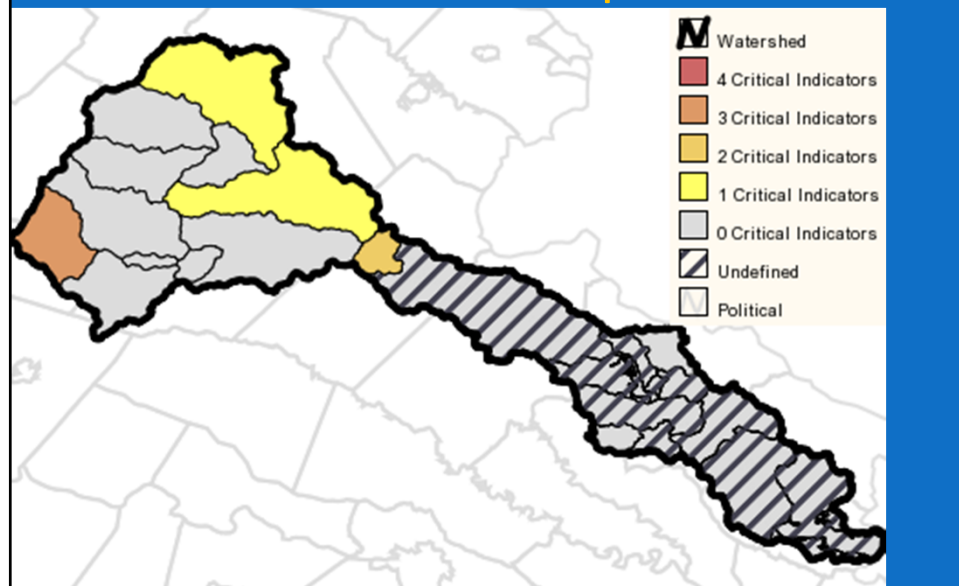 Watershed
4 Critical Indicators
3 Critical Indicators
2 Critical Indicators
1 Critical Indicators
0 Critical Indicators
Undefined
Political